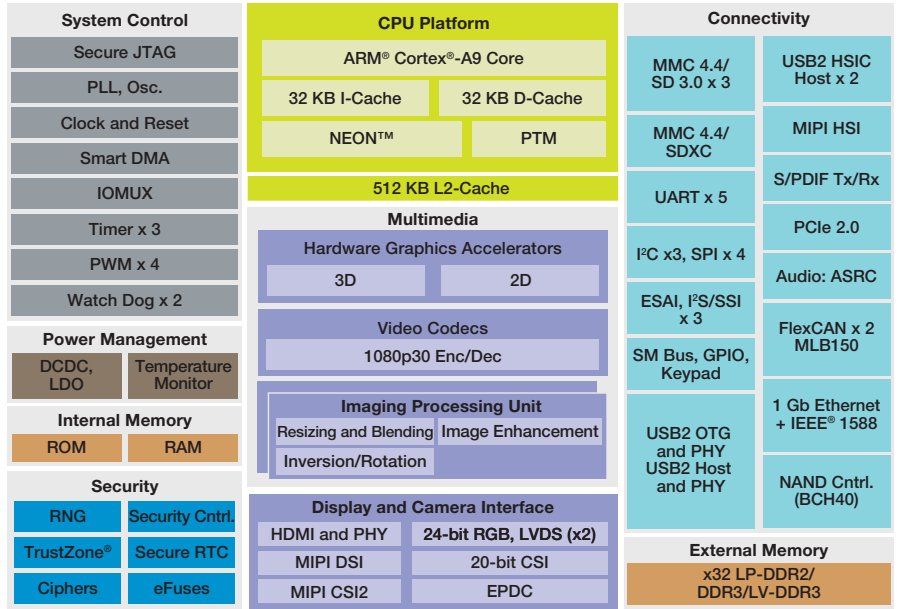 System Control
Secure JTAG
PLL, Osc.
Clock and Reset
Smart DMA
IOMUX
Timer x 3
PWM x 4
Watch Dog x 2
Power Management
DCDC,
LDO
Temperature
Monitor
Internal Memory
ROM
RAM
Security
RNG
Security Cntrl.
TrustZone®
Secure RTC
Ciphers
eFuses
CPU Platform
ARM® Cortex®-A9 Core
32 KB I-Cache
32 KB D-Cache
NEON™
PTM
512 KB L2-Cache
Multimedia
Hardware Graphics Accelerators
3D
2D
Video Codecs
1080p30 Enc/Dec
Imaging Processing Unit
Resizing and Blending
Image Enhancement
Inversion/Rotation
Display and Camera Interface
HDMI and PHY
24-bit RGB, LVDS (x2)
MIPI DSI
20-bit CSI
MIPI CSI2
EPDC
Connectivity
MMC 4.4/
SD 3.0 x 3
MMC 4.4/
SDXC
UART x 5
I²C x3, SPI x 4
ESAI, I²S/SSI
x 3
SM Bus, GPIO,
Keypad
USB2 OTG
and PHY
USB2 Host
and PHY
USB2 HSIC
Host x 2
MIPI HSI
S/PDIF Tx/Rx
PCIe 2.0
Audio: ASRC
FlexCAN x 2
MLB150
1 Gb Ethernet
+ IEEE® 1588
NAND Cntrl.
(BCH40)
External Memory
x32 LP-DDR2/
DDR3/LV-DDR3